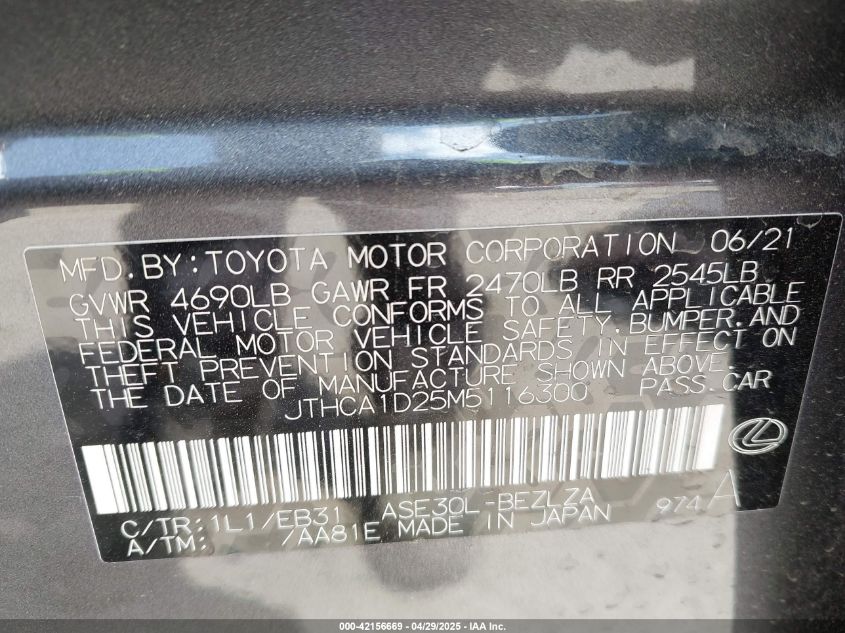 MFD. BY: TOYOTA MOTOR CORPORATION 06/21
GVWR 4690LB GAWR FR 2470LB RR 2545LB
THIS VEHICLE CONFORMS TO ALL APPLICABLE
FEDERAL MOTOR VEHICLE SAFETY, BUMPER, AND
THEFT PREVENTION STANDARDS IN EFFECT ON
THE DATE OF MANUFACTURE SHOWN ABOVE.
JTHCA1D25M5116300 PASS.CAR
C/TR: 1L1/EB31 ASE30L-BEZLZA
A/TM: /AA81E MADE IN JAPAN 974 A
000-42156669 - 04/29/2025 - IAA Inc.